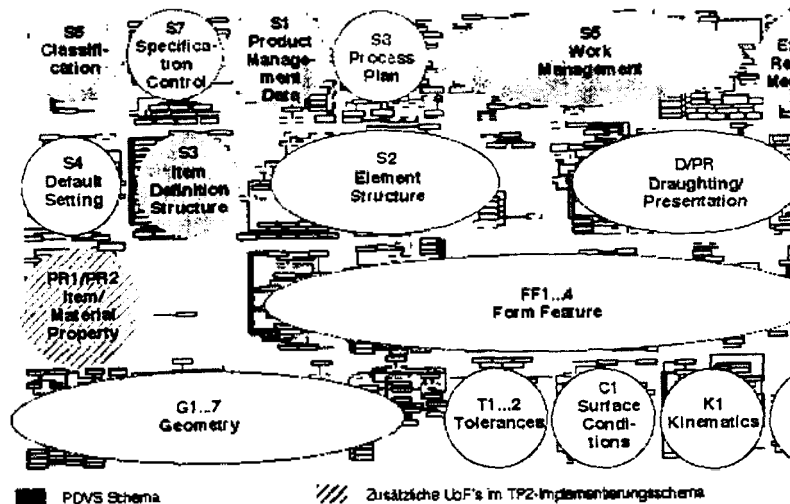 S6
Classifi-
cation
S7
Specifica-
tion
Control
S1
Product
Manage-
ment
Data
S3
Process
Plan
S5
Work
Management
S4
Default
Setting
S3
Item
Definition
Structure
S2
Element
Structure
D/PR
Draughting/
Presentation
PR1/PR2
Item/
Material
Property
FF1...4
Form Feature
G1...7
Geometry
T1...2
Tolerances
C1
Surface
Condi-
tions
K1
Kinematics
PDVS Schema
Zusätzliche UoF's im TP2-Implementierungsschema